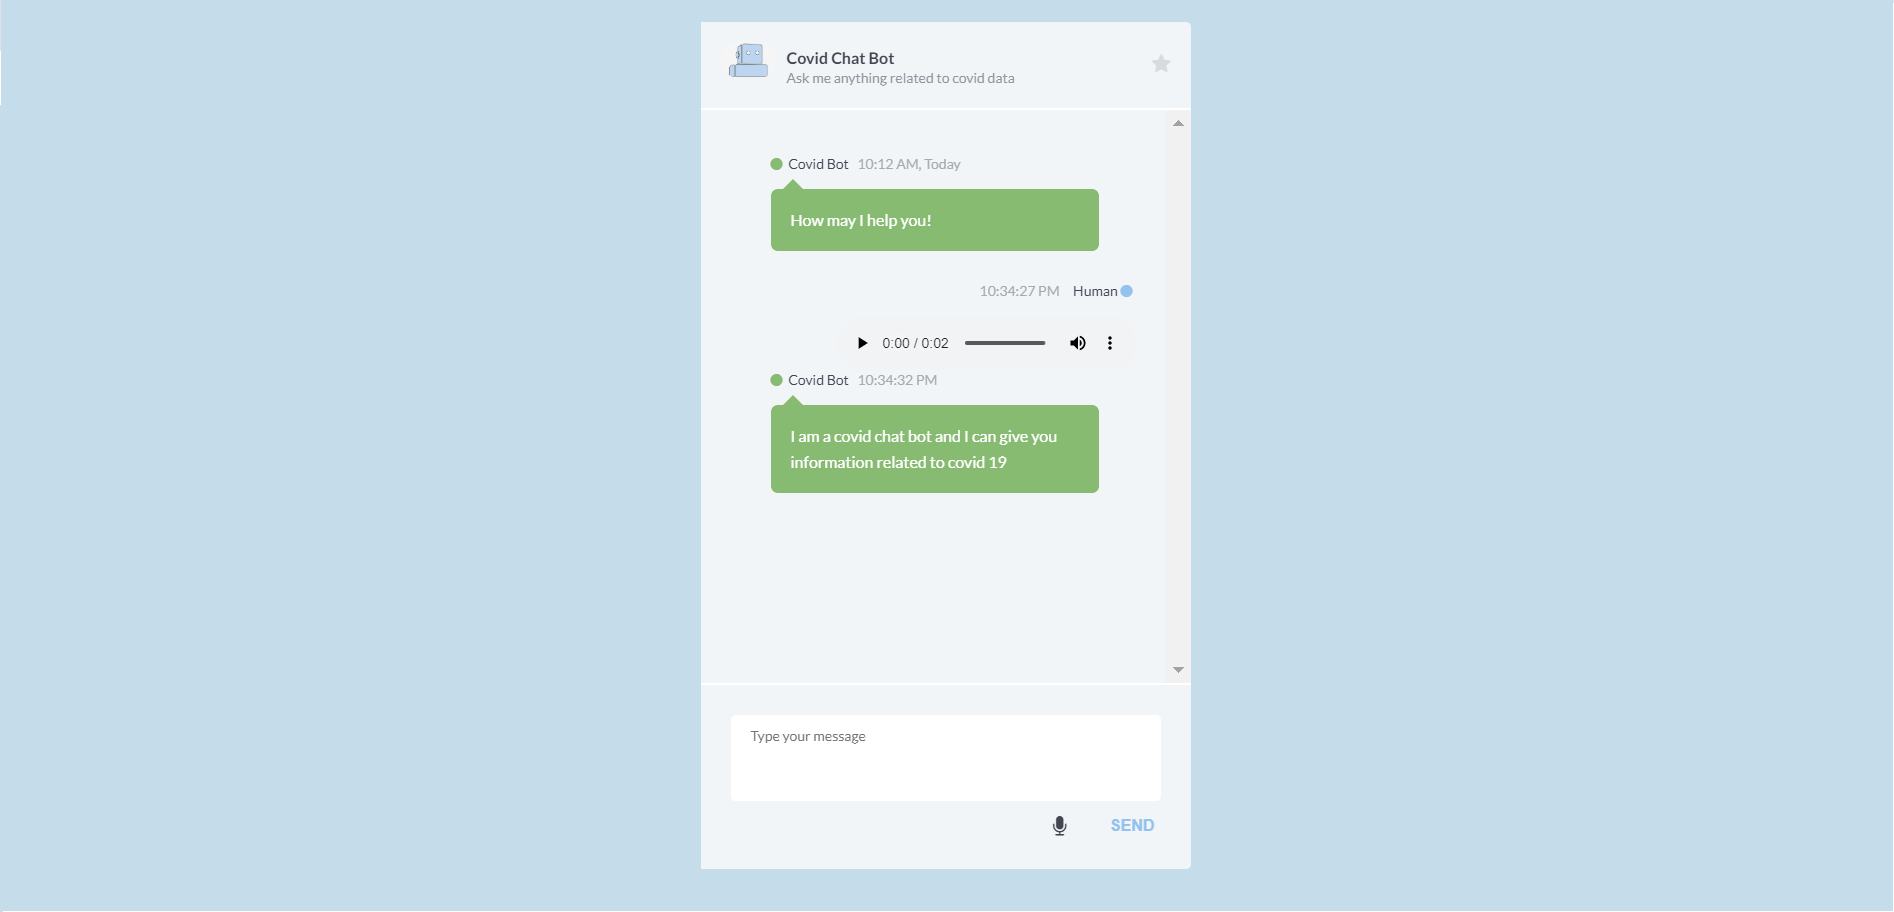 Covid Chat Bot
Ask me anything related to covid data
Covid Bot 10:12 AM, Today
How may I help you!
10:34:27 PM Human
0:00 / 0:02
Covid Bot 10:34:32 PM
I am a covid chat bot and I can give you
information related to covid 19
Type your message
SEND